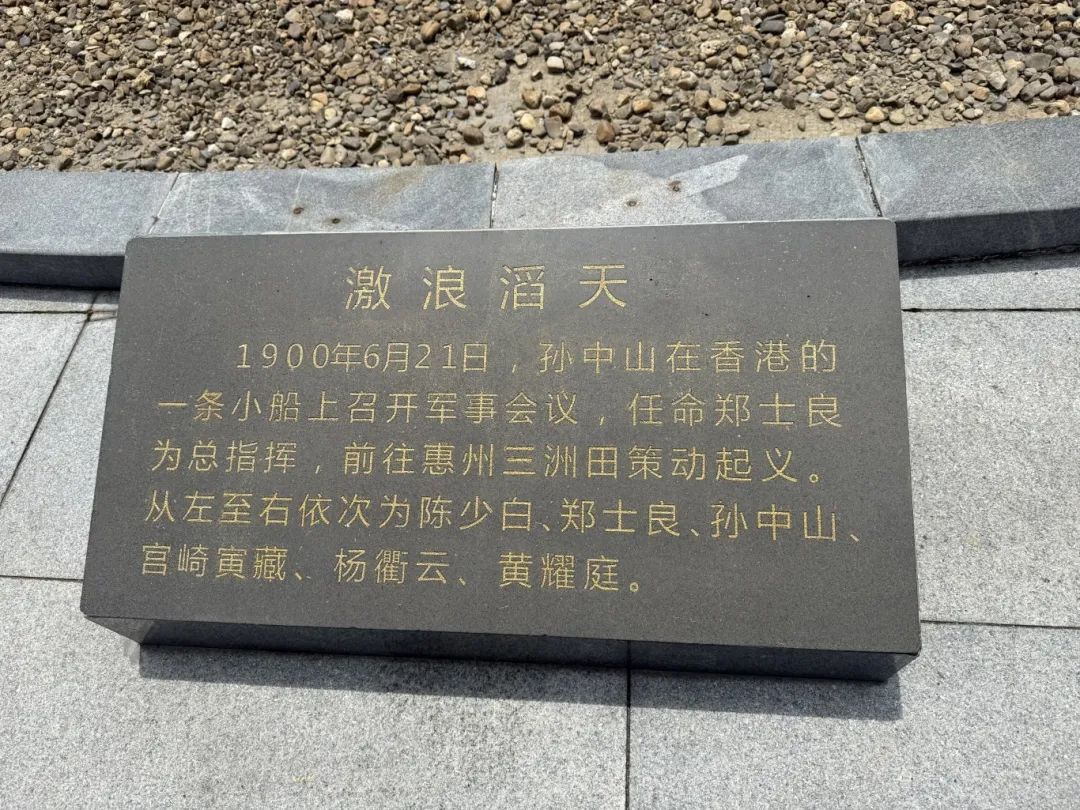 激浪滔天
1900年6月21日，孙中山在香港的
一条小船上召开军事会议，任命郑士良
为总指挥，前往惠州三洲田策动起义。
从左至右依次为陈少白、郑士良、孙中山、
宫崎寅藏、杨衢云、黄耀庭。